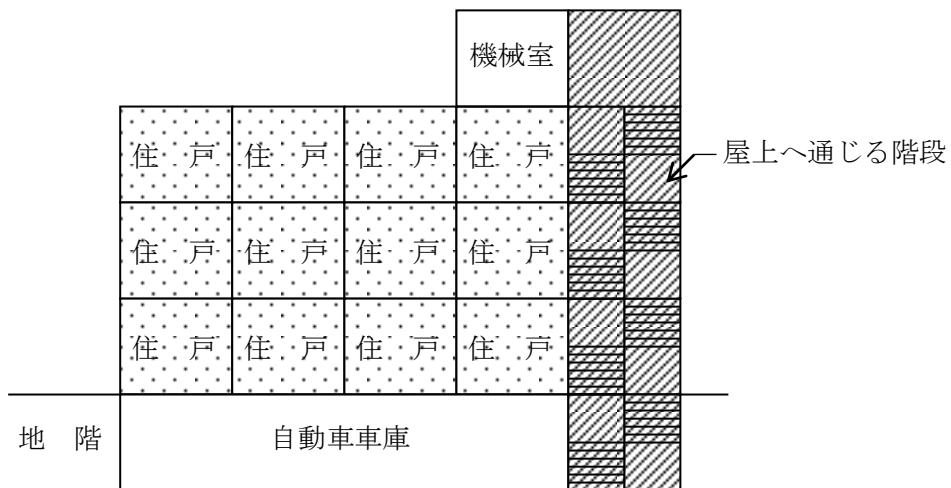 機械室
住　戸　住　戸　住　戸　住　戸
屋上へ通じる階段
住　戸　住　戸　住　戸　住　戸
住　戸　住　戸　住　戸　住　戸
地　階　自動車車庫